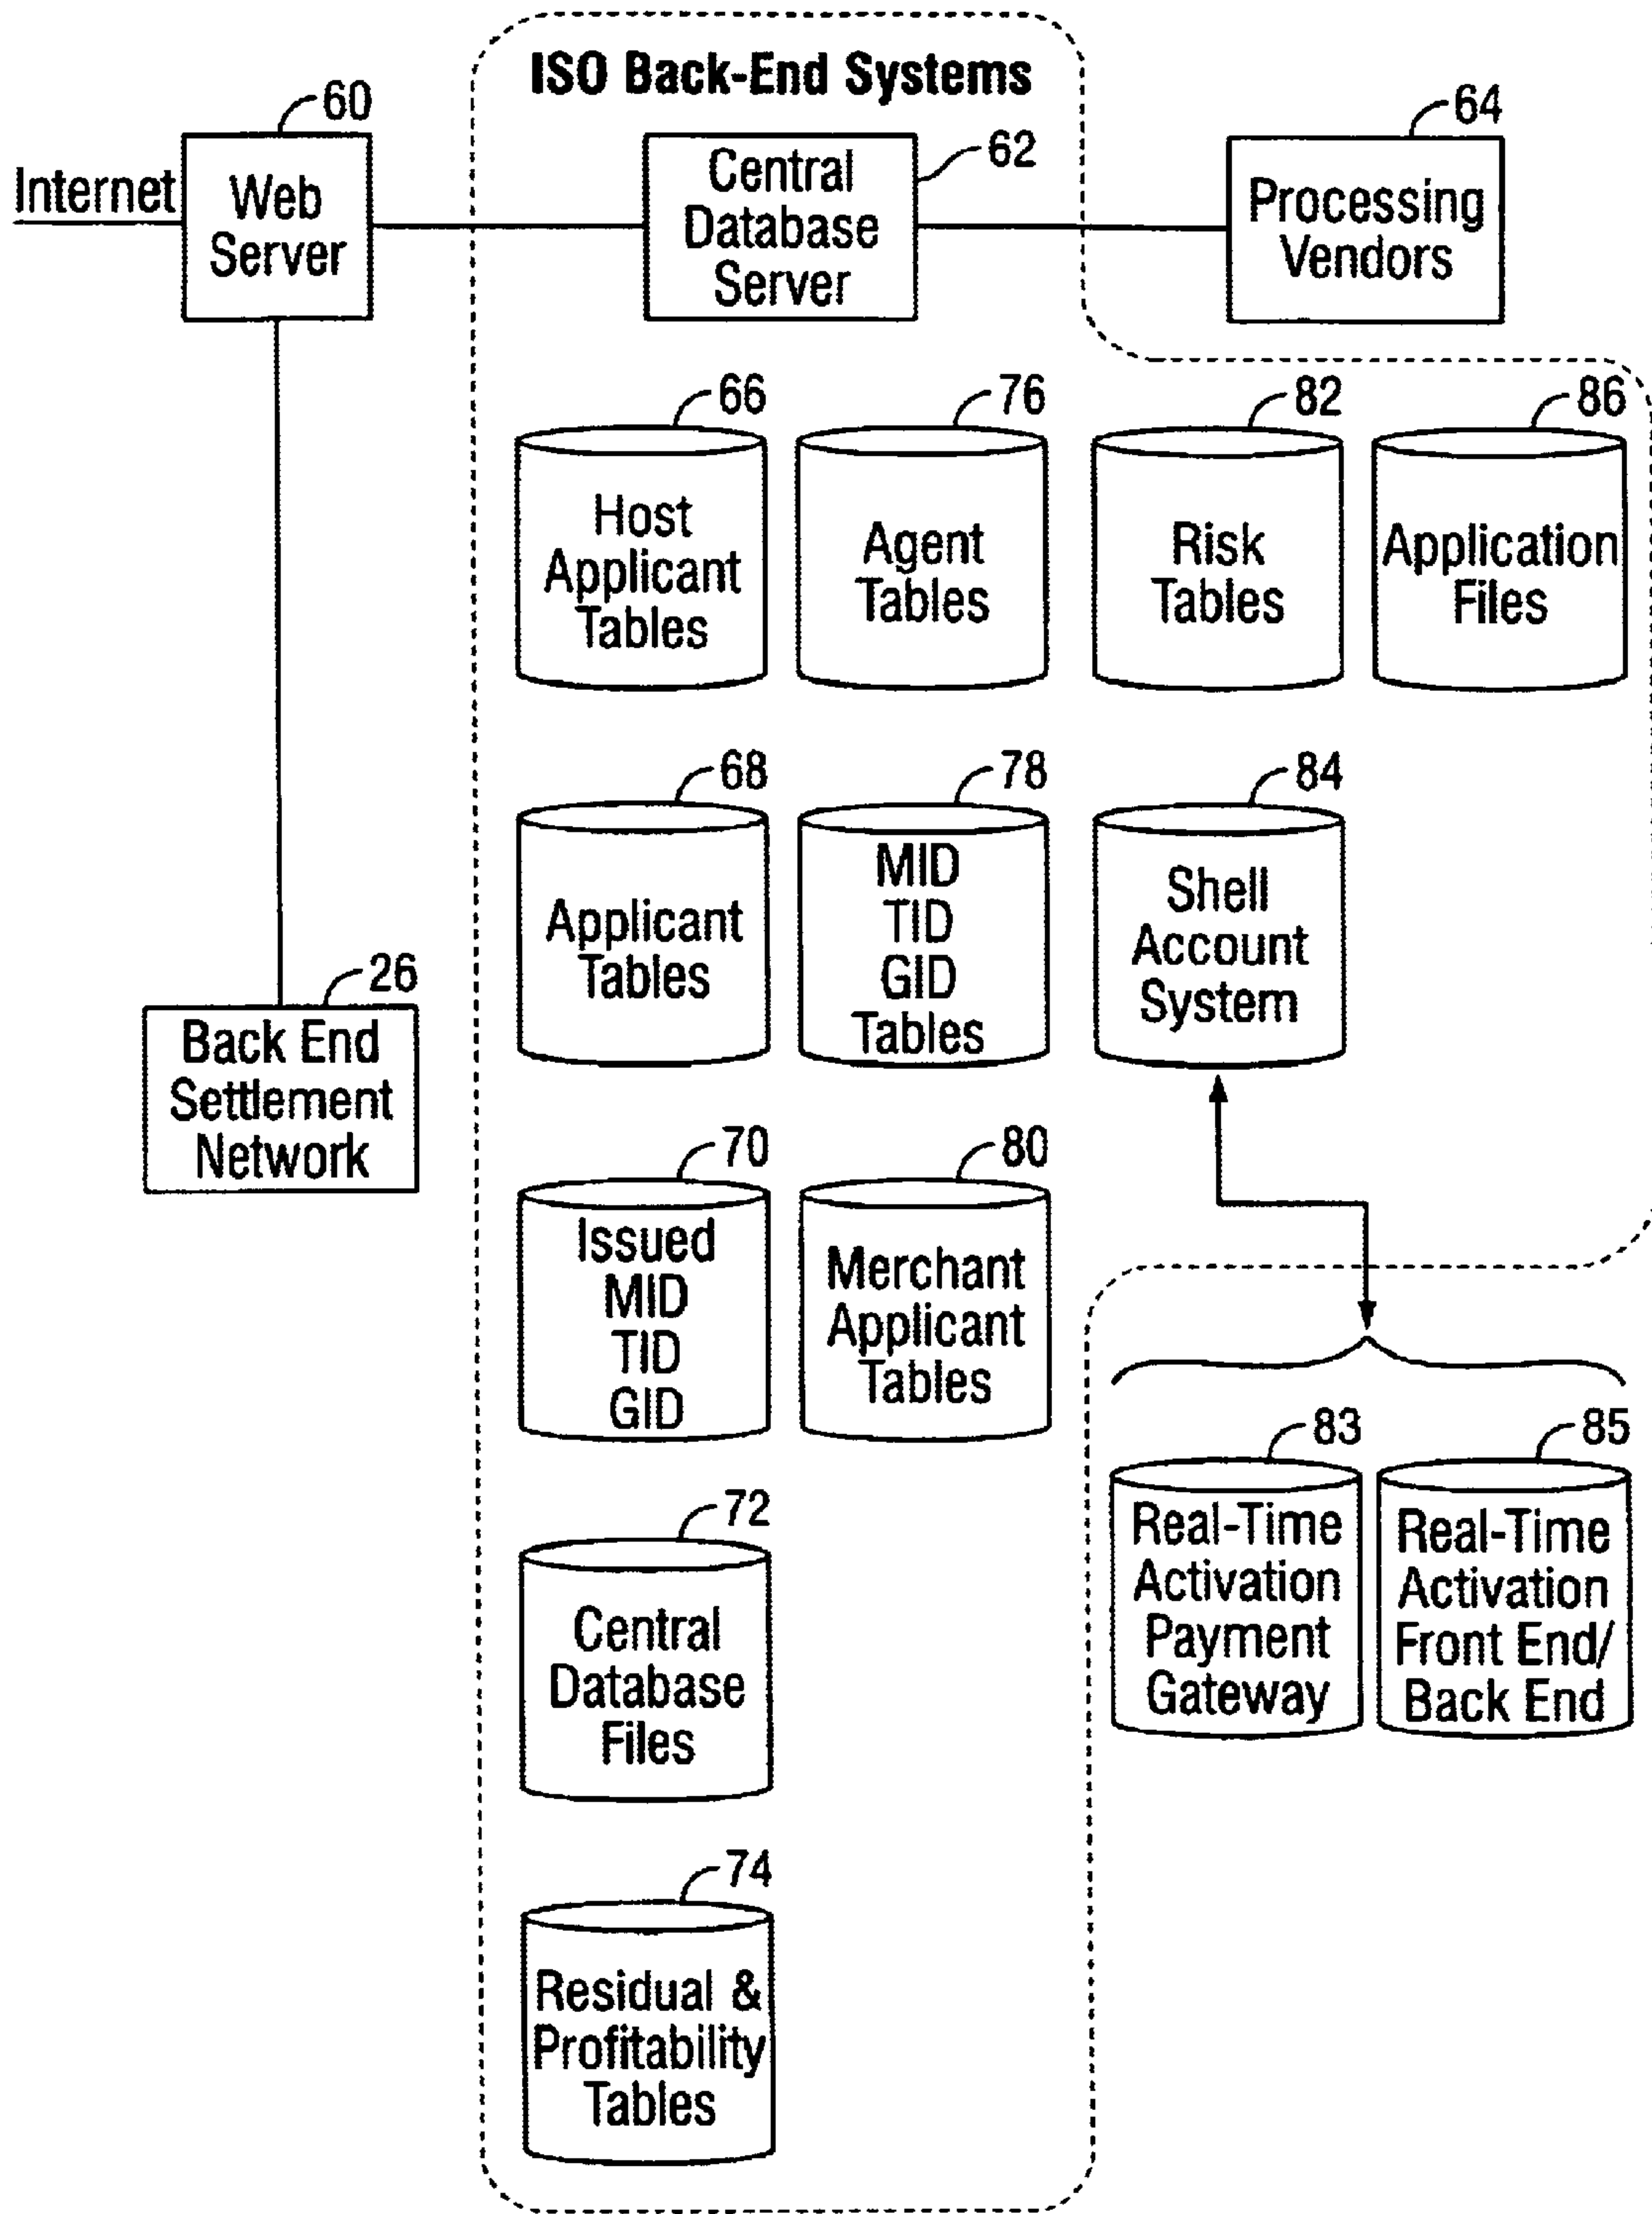 ISO Back-End Systems
60
Internet
Web
Server
Central
Database
Server
62
64
Processing
Vendors
66
Host
Applicant
Tables
76
Agent
Tables
82
Risk
Tables
86
Application
Files
68
Applicant
Tables
78
MID
TID
GID
Tables
84
Shell
Account
System
26
Back End
Settlement
Network
70
Issued
MID
TID
GID
80
Merchant
Applicant
Tables
83
Real-Time
Activation
Payment
Gateway
85
Real-Time
Activation
Front End/
Back End
72
Central
Database
Files
74
Residual &
Profitability
Tables